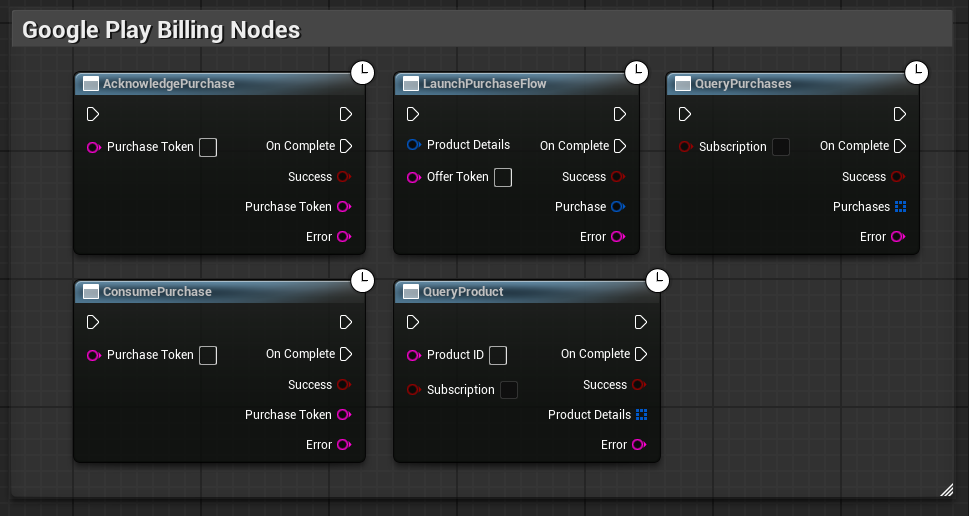 Google Play Billing Nodes
AcknowledgePurchase
Purchase Token
On Complete
Success
Purchase Token
Error
LaunchPurchaseFlow
Product Details
On Complete
Offer Token
Success
Purchase
Error
QueryPurchases
Subscription
On Complete
Success
Purchases
Error
ConsumePurchase
Purchase Token
On Complete
Success
Purchase Token
Error
QueryProduct
Product ID
On Complete
Subscription
Success
Product Details
Error